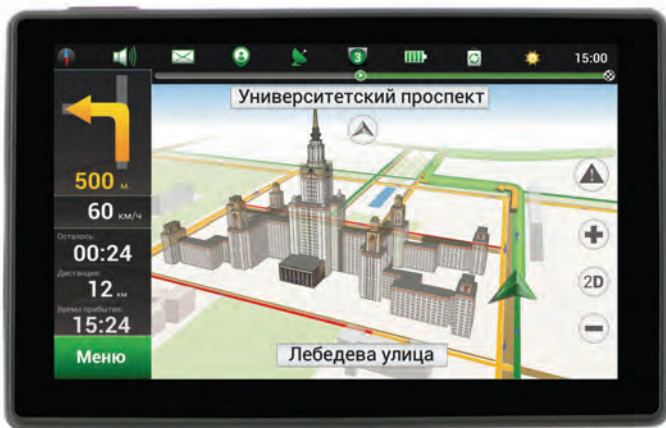 3
15:00
Университетский проспект
500 м.
60 км/ч
Осталось:
00:24
Дистанция:
12 км
Время прибытия:
15:24
Меню
2D
Лебедева улица